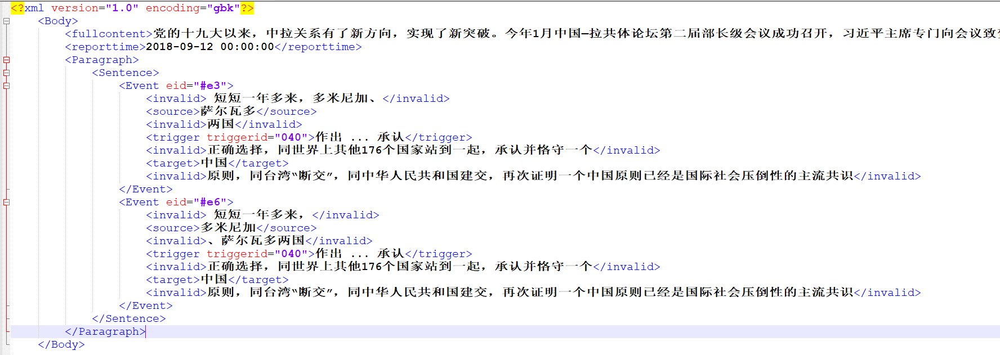 <?xml version="1.0" encoding="gbk"?>
<Body>
<fullcontent>党的十九大以来，中拉关系有了新方向，实现了新突破。今年1月中国—拉共体论坛第二届部长级会议成功召开，习近平主席专门向会议致
<reporttime>2018-09-12 00:00:00</reporttime>
<Paragraph>
<Sentence>
<Event eid="#e3">
<invalid> 短短一年多来，多米尼加、</invalid>
<source>萨尔瓦多</source>
<invalid>两国</invalid>
<trigger triggerid="040">作出 ... 承认</trigger>
<invalid>正确选择，同世界上其他176个国家站到一起，承认并恪守一个</invalid>
<target>中国</target>
<invalid>原则，同台湾“断交”，同中华人民共和国建交，再次证明一个中国原则已经是国际社会压倒性的主流共识</invalid>
</Event>
<Event eid="#e6">
<invalid> 短短一年多来，</invalid>
<source>多米尼加</source>
<invalid>、萨尔瓦多两国</invalid>
<trigger triggerid="040">作出 ... 承认</trigger>
<invalid>正确选择，同世界上其他176个国家站到一起，承认并恪守一个</invalid>
<target>中国</target>
<invalid>原则，同台湾“断交”，同中华人民共和国建交，再次证明一个中国原则已经是国际社会压倒性的主流共识</invalid>
</Event>
</Sentence>
</Paragraph>
</Body>